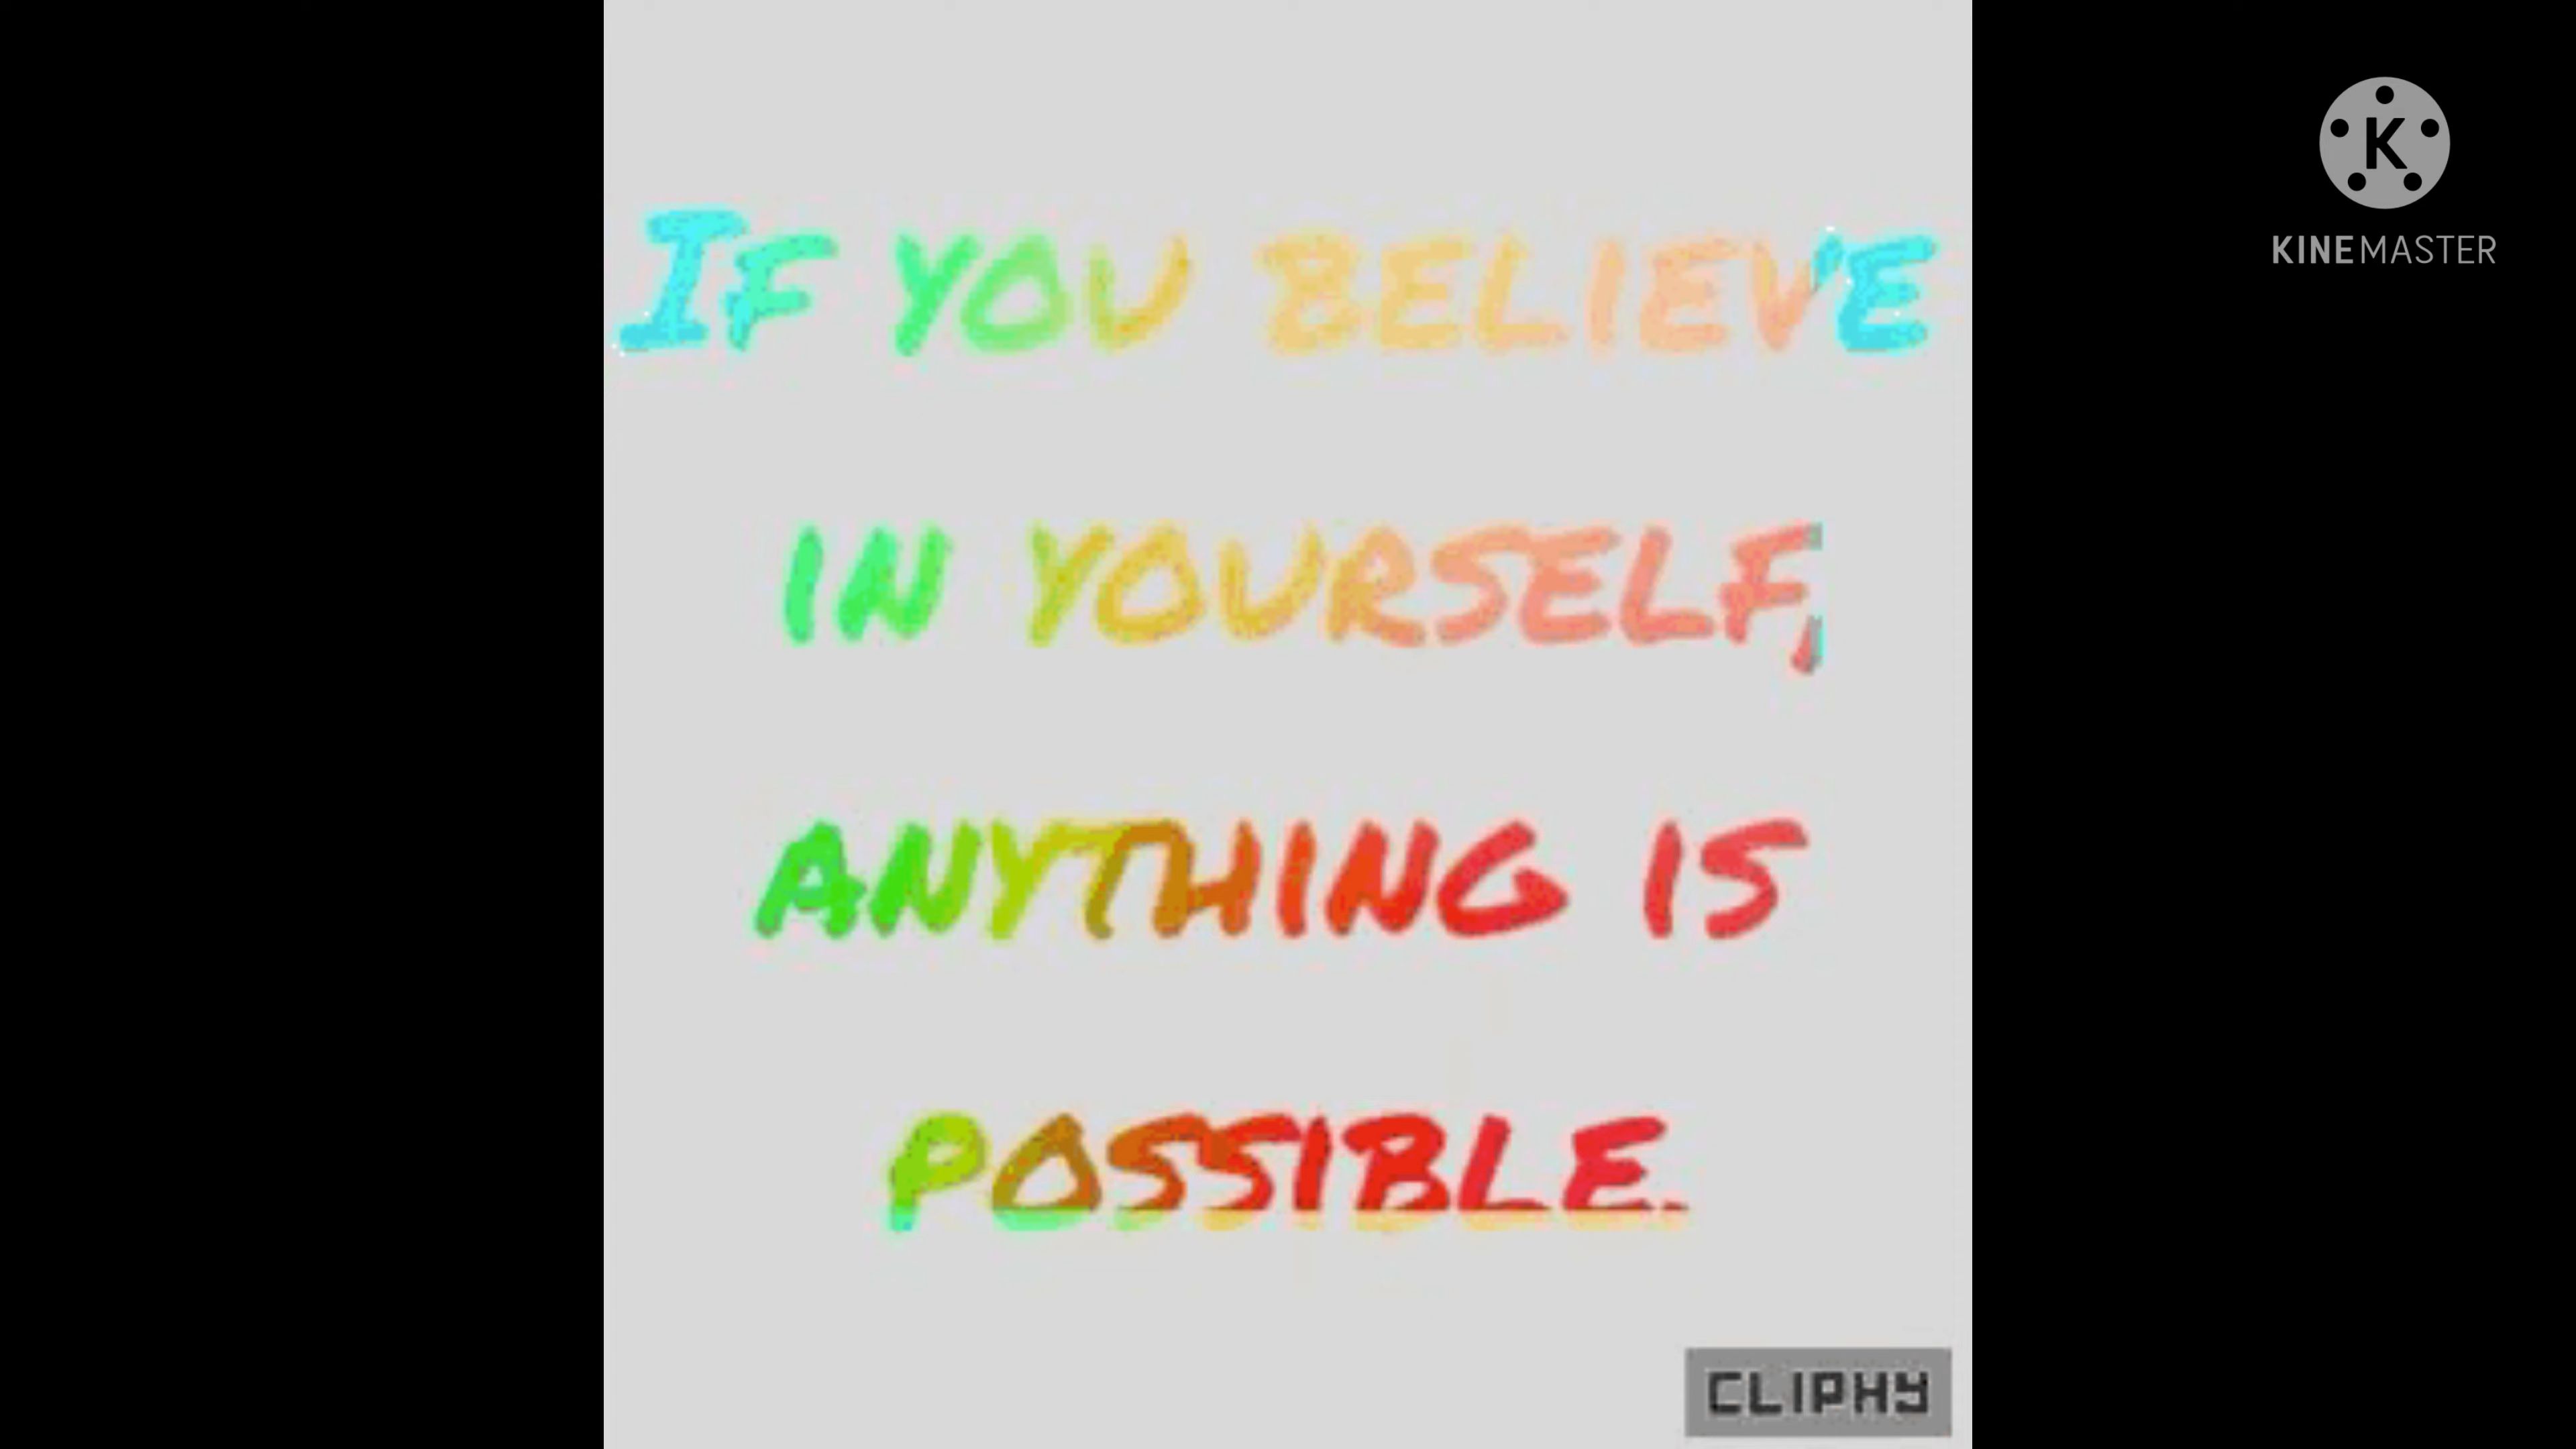 IF YOU BELIEVE
IN YOURSELF,
ANYTHING IS
POSSIBLE.
CLIPHY
K
KINEMASTER